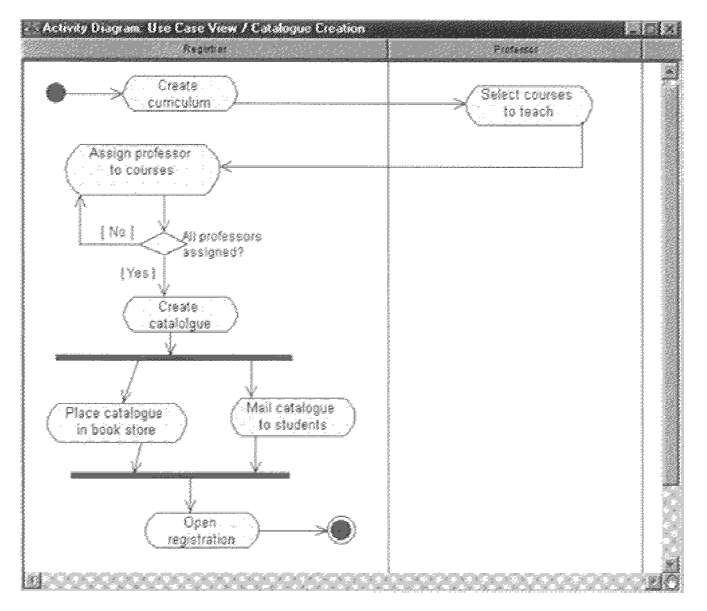 Activity Diagram: Use Case View / Catalogue Creation
Registrar
Professor
Create
curriculum
Select courses
to teach
Assign professor
to courses
[ No ]
All professors
assigned?
[Yes]
Create
catalolgue
Place catalogue
in book store
Mail catalogue
to students
Open
registration